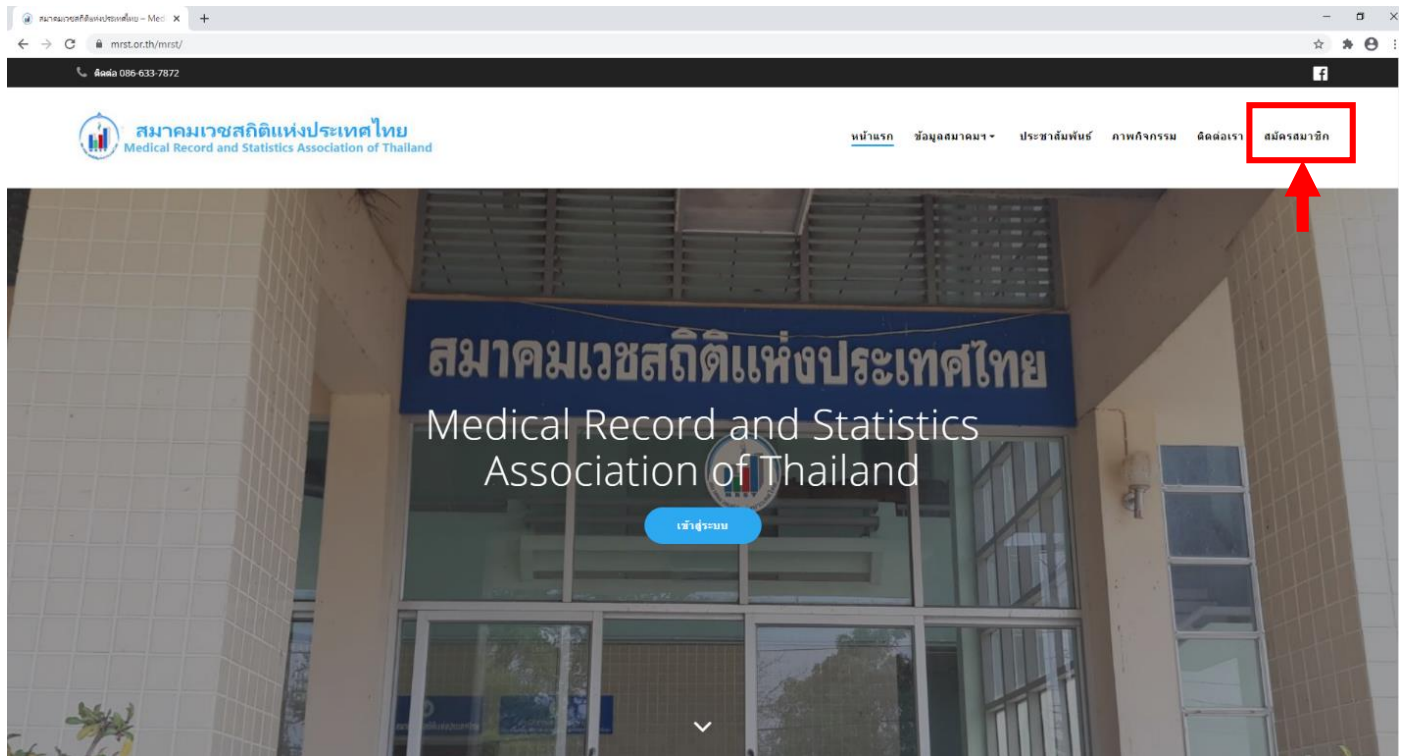 สมาคมเวชสถิติแห่งประเทศไทย – Med
mrst.or.th/mrst/
ติดต่อ 086-633-7872
สมาคมเวชสถิติแห่งประเทศไทย
Medical Record and Statistics Association of Thailand
หน้าแรก ข้อมูลสมาคมฯ ประชาสัมพันธ์ ภาพกิจกรรม ติดต่อเรา สมัครสมาชิก
สมาคมเวชสถิติแห่งประเทศไทย
Medical Record and Statistics
Association of Thailand
เข้าสู่ระบบ